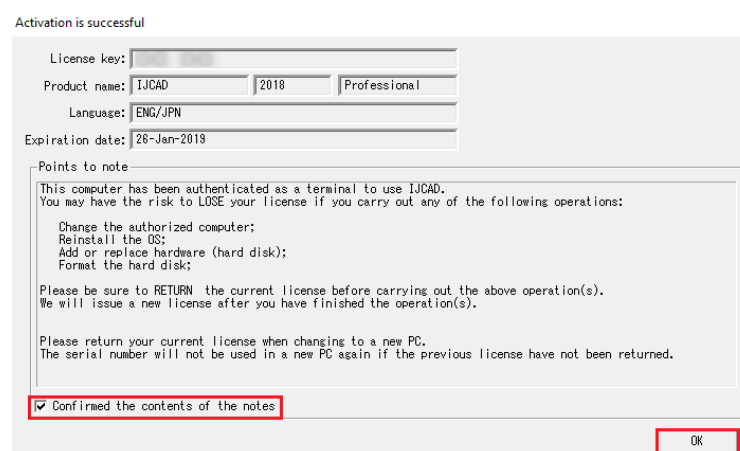 Activation is successful
License key:
Product name: IJCAD 2018 Professional
Language: ENG/JPN
Expiration date: 26-Jan-2019
Points to note
This computer has been authenticated as a terminal to use IJCAD.
You may have the risk to LOSE your license if you carry out any of the following operations:
Change the authorized computer;
Reinstall the OS;
Add or replace hardware (hard disk);
Format the hard disk;
Please be sure to RETURN the current license before carrying out the above operation(s).
We will issue a new license after you have finished the operation(s).
Please return your current license when changing to a new PC.
The serial number will not be used in a new PC again if the previous license have not been returned.
Confirmed the contents of the notes
OK